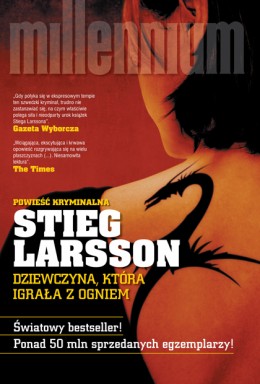 millennium
„Gdy połyka się w ekspresowym tempie
ten szwedzki kryminał, trudno nie
zastanawiać się, na czym właściwie
polega siła i nieodparty urok książek
Stiega Larssona".
Gazeta Wyborcza
„Wciągająca, ekscytująca i krwawa
opowieść rozgrywająca się na wielu
płaszczyznach (...). Niesamowita
lektura".
The Times
POWIEŚĆ KRYMINALNA
STIEG
LARSSON
DZIEWCZYNA, KTÓRA
IGRAŁA Z OGNIEM
Światowy bestseller!
Ponad 50 mln sprzedanych egzemplarzy!